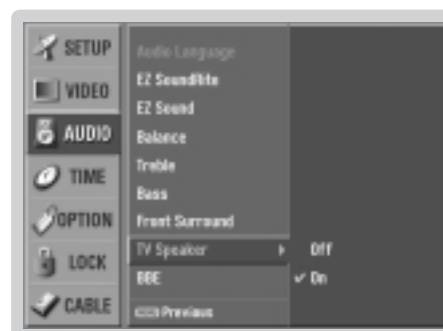 SETUP
VIDEO
AUDIO
TIME
OPTION
LOCK
CABLE
Audio Language
EZ SoundRite
EZ Sound
Balance
Treble
Bass
Front Surround
TV Speaker
BBE
Previous
Off
On